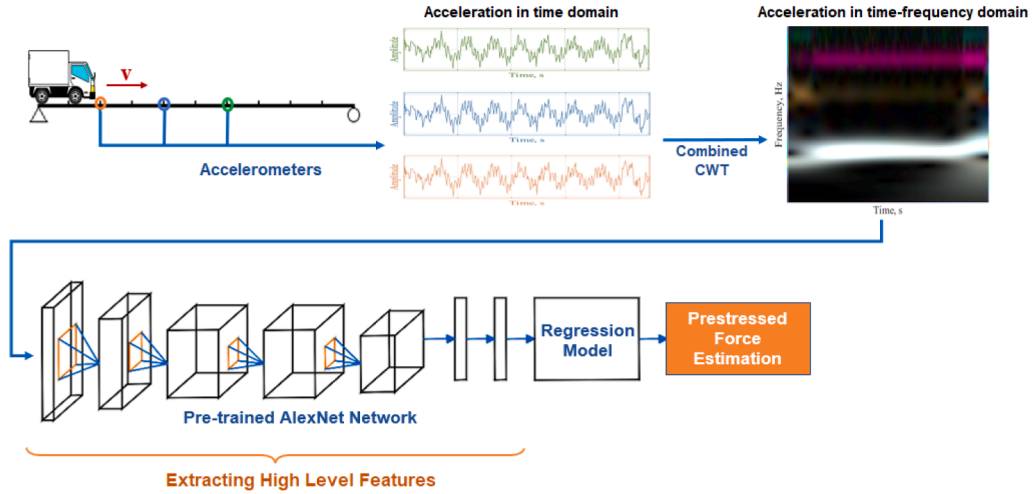 Acceleration in time domain
Acceleration in time-frequency domain
v
Amplitude
Time, s
Amplitude
Time, s
Amplitude
Time, s
Accelerometers
Combined
CWT
Frequency, Hz
Time, s
Regression
Model
Prestressed
Force
Estimation
Pre-trained AlexNet Network
Extracting High Level Features